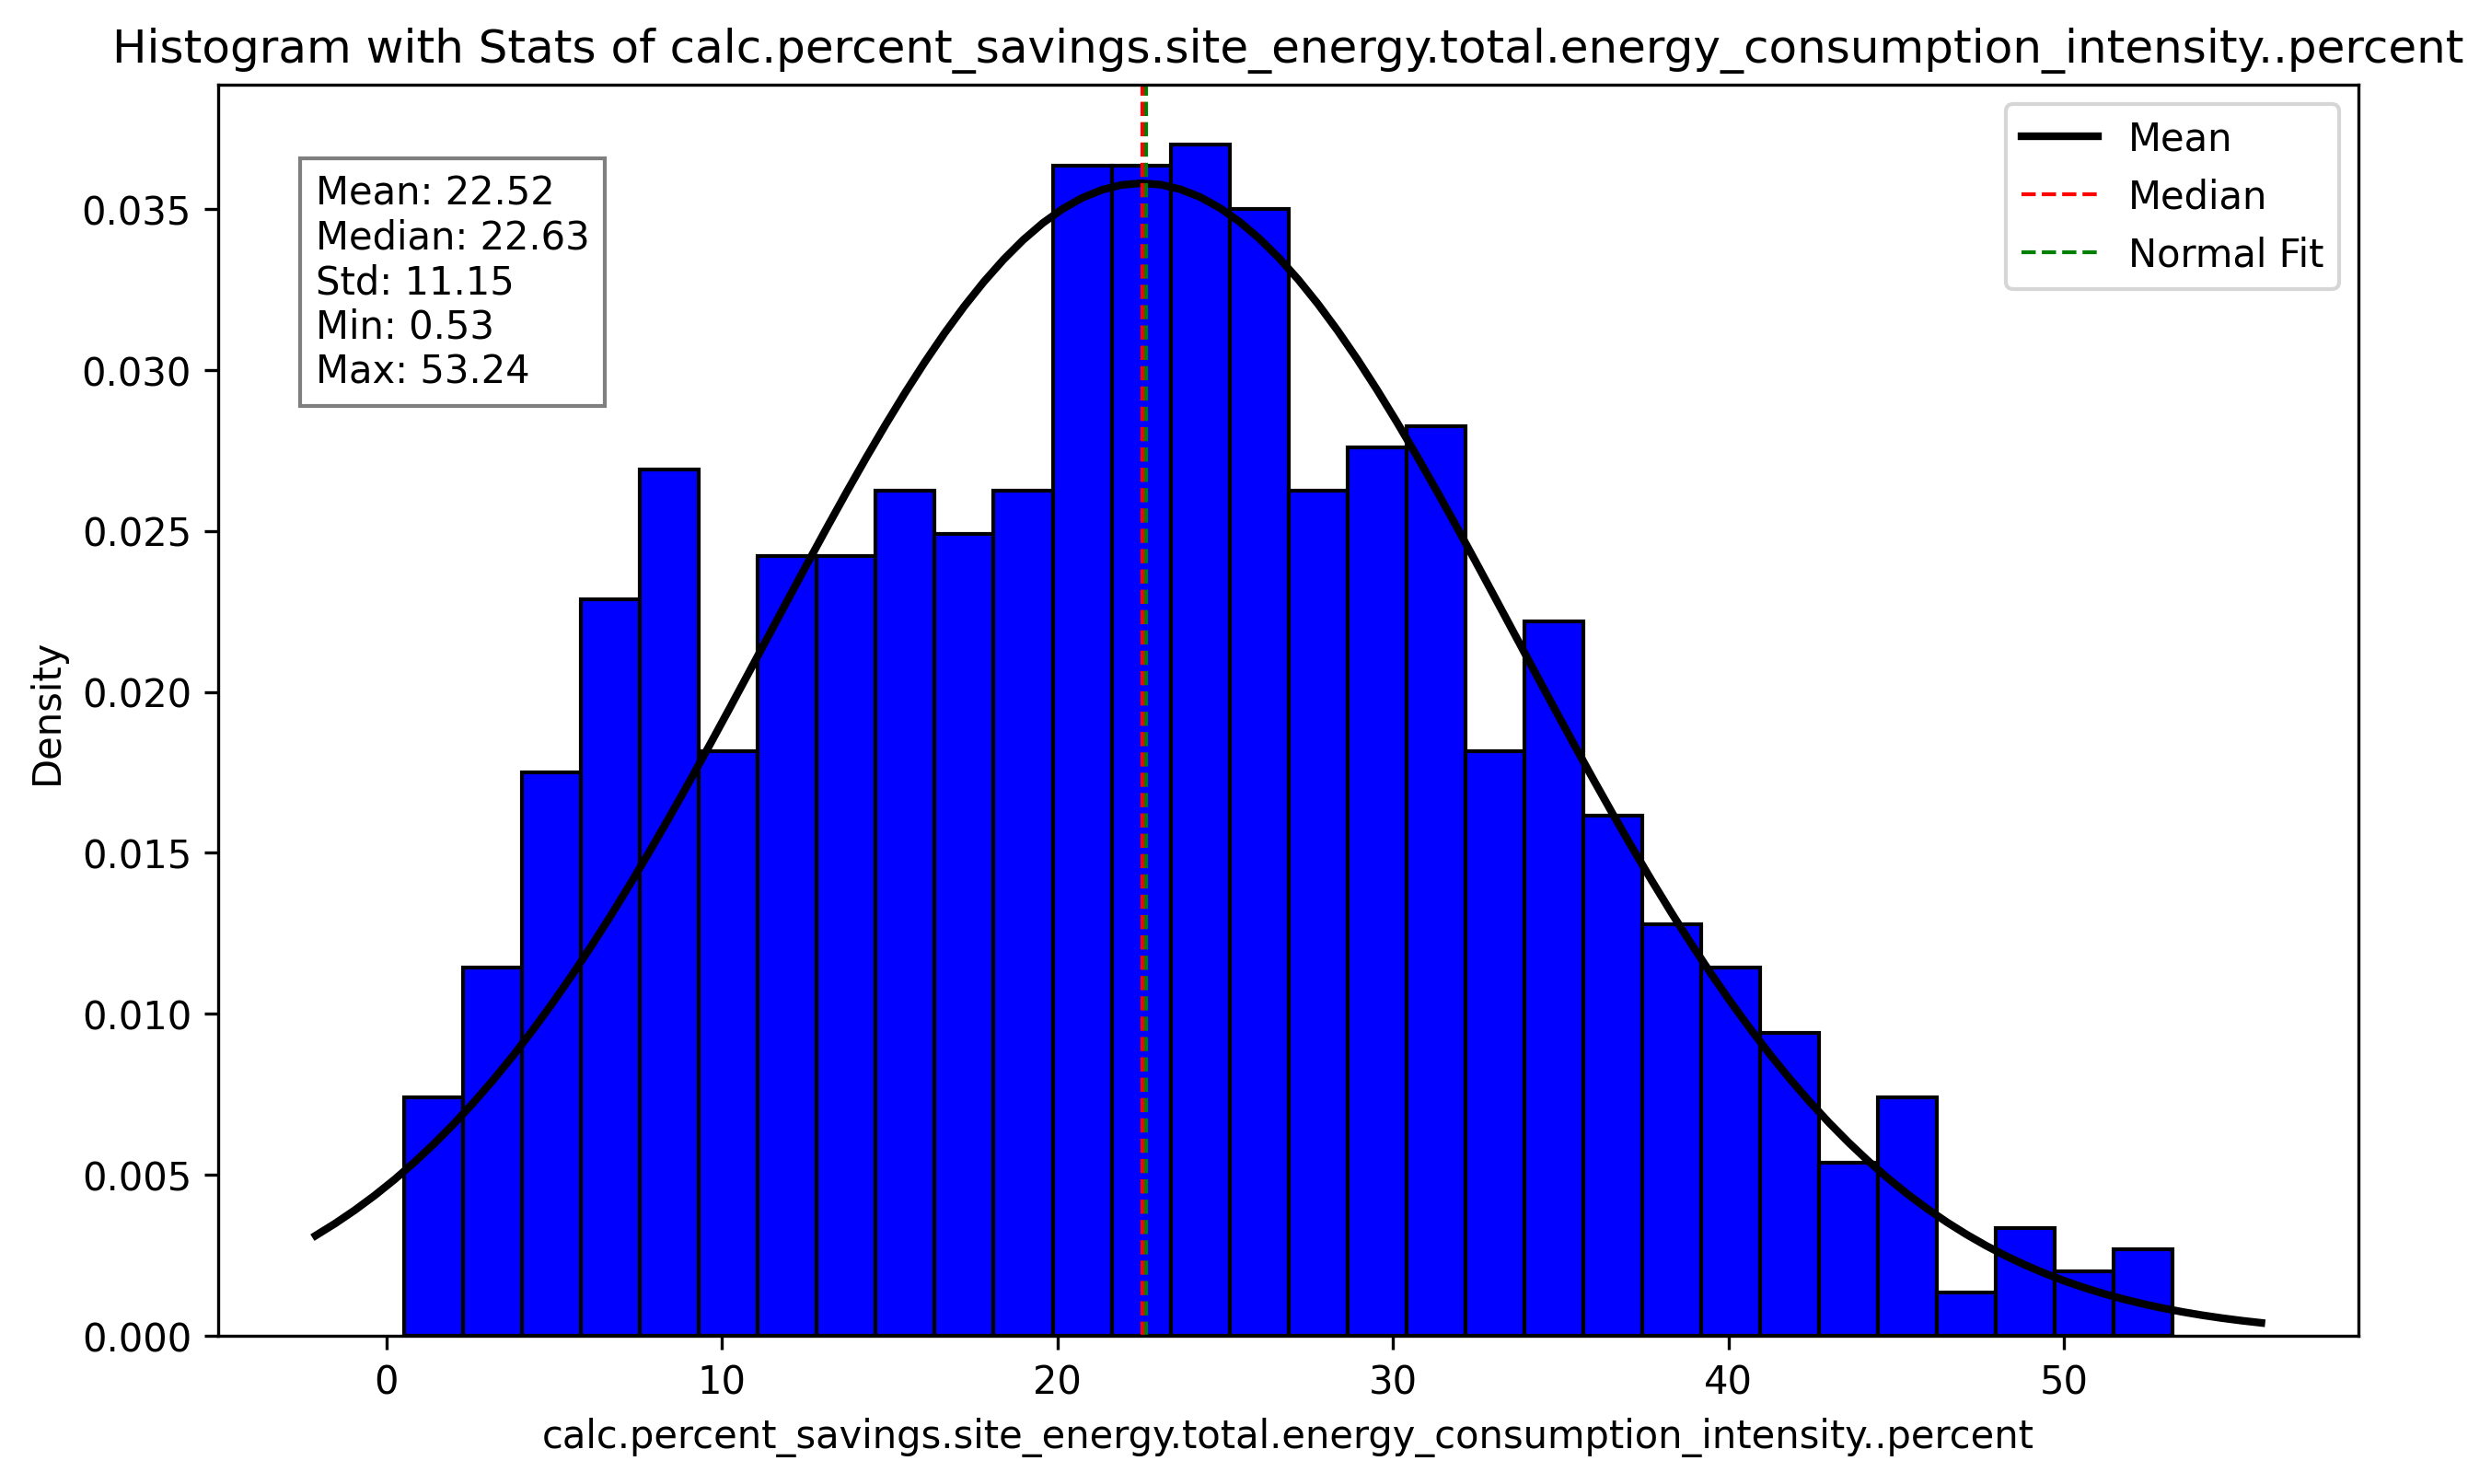 Histogram with Stats of calc.percent_savings.site_energy.total.energy_consumption_intensity..percent
Mean: 22.52
Median: 22.63
Std: 11.15
Min: 0.53
Max: 53.24
Mean
Median
Normal Fit
Density
0.035
0.030
0.025
0.020
0.015
0.010
0.005
0.000
0
10
20
30
40
50
calc.percent_savings.site_energy.total.energy_consumption_intensity..percent